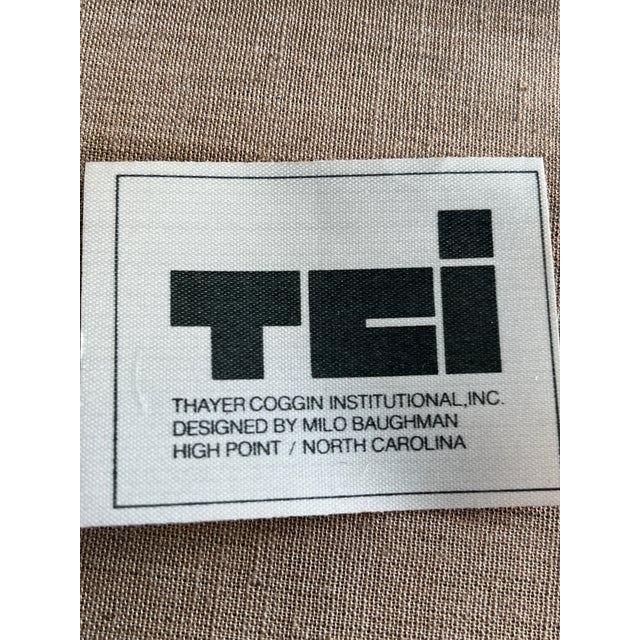 TCi
THAYER COGGIN INSTITUTIONAL,INC.
DESIGNED BY MILO BAUGHMAN
HIGH POINT / NORTH CAROLINA